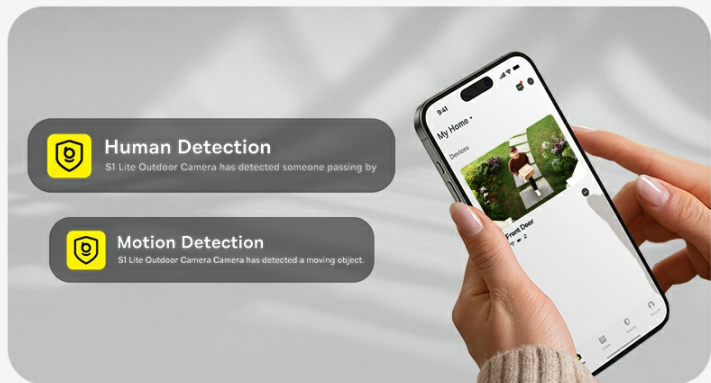 Human Detection
S1 Lite Outdoor Camera has detected someone passing by
Motion Detection
S1 Lite Outdoor Camera Camera has detected a moving object.
9:41
My Home
Devices
Front Door